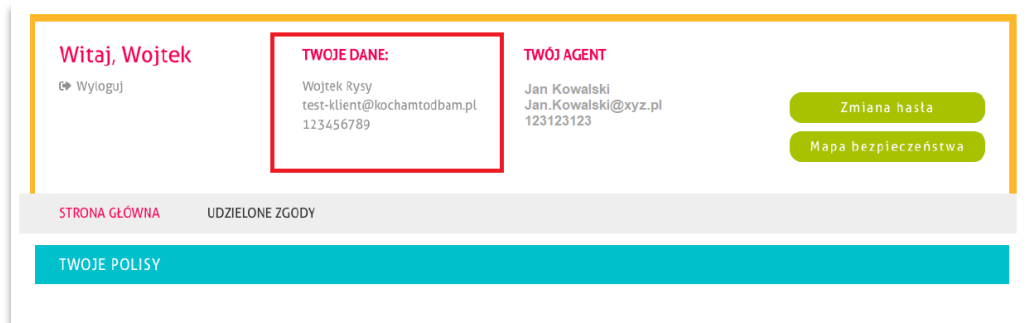 Witaj, Wojtek
Wyloguj
TWOJE DANE:
Wojtek Rysy
test-klient@kochamtodbam.pl
123456789
TWÓJ AGENT
Jan Kowalski
Jan.Kowalski@xyz.pl
123123123
Zmiana hasła
Mapa bezpieczeństwa
STRONA GŁÓWNA
UDZIELONE ZGODY
TWOJE POLISY